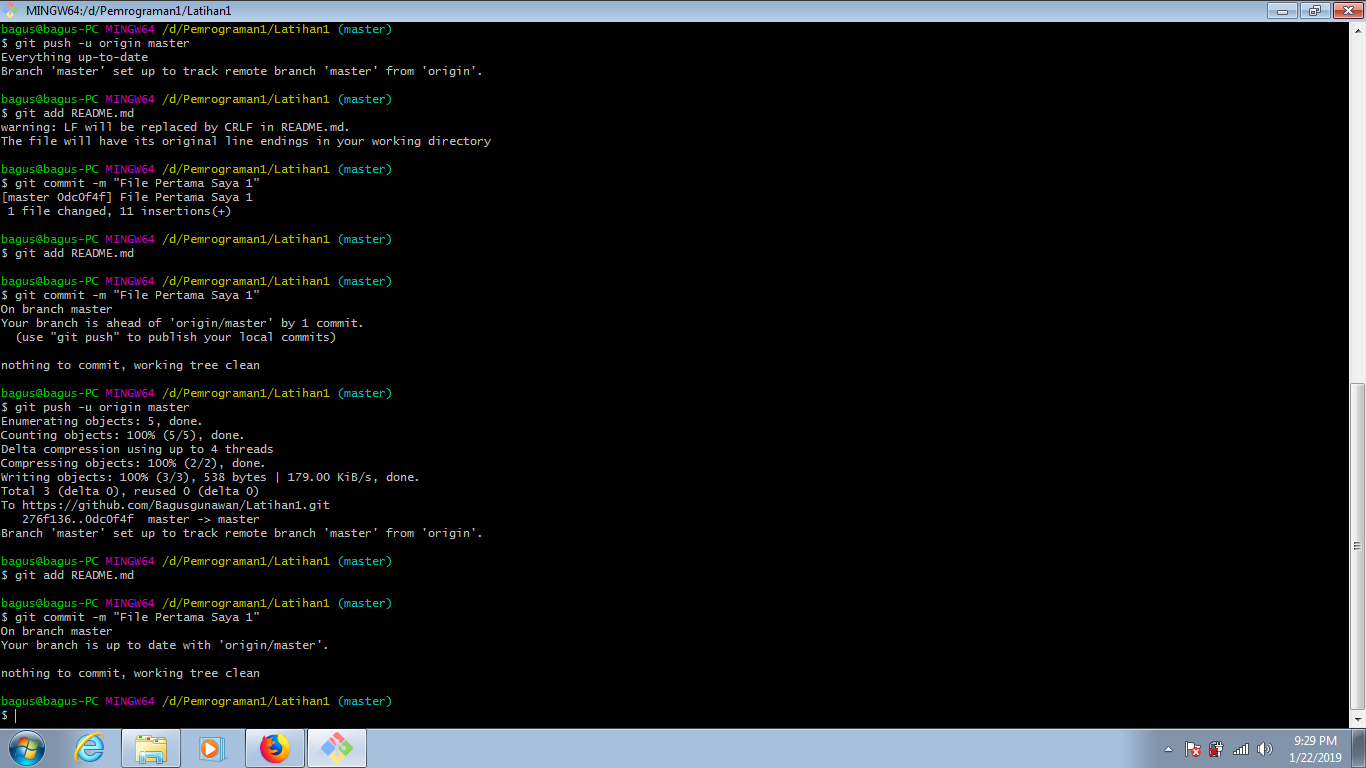 MINGW64:/d/Pemrograman1/Latihan1
bagus@bagus-PC MINGW64 /d/Pemrograman1/Latihan1 (master)
$ git push -u origin master
Everything up-to-date
Branch 'master' set up to track remote branch 'master' from 'origin'.
bagus@bagus-PC MINGW64 /d/Pemrograman1/Latihan1 (master)
$ git add README.md
warning: LF will be replaced by CRLF in README.md.
The file will have its original line endings in your working directory
bagus@bagus-PC MINGW64 /d/Pemrograman1/Latihan1 (master)
$ git commit -m "File Pertama Saya 1"
[master 0dc0f4f] File Pertama Saya 1
 1 file changed, 11 insertions(+)
bagus@bagus-PC MINGW64 /d/Pemrograman1/Latihan1 (master)
$ git add README.md
bagus@bagus-PC MINGW64 /d/Pemrograman1/Latihan1 (master)
$ git commit -m "File Pertama Saya 1"
On branch master
Your branch is ahead of 'origin/master' by 1 commit.
  (use "git push" to publish your local commits)
nothing to commit, working tree clean
bagus@bagus-PC MINGW64 /d/Pemrograman1/Latihan1 (master)
$ git push -u origin master
Enumerating objects: 5, done.
Counting objects: 100% (5/5), done.
Delta compression using up to 4 threads
Compressing objects: 100% (2/2), done.
Writing objects: 100% (3/3), 538 bytes | 179.00 KiB/s, done.
Total 3 (delta 0), reused 0 (delta 0)
To https://github.com/Bagusgunawan/Latihan1.git
   276f136..0dc0f4f  master -> master
Branch 'master' set up to track remote branch 'master' from 'origin'.
bagus@bagus-PC MINGW64 /d/Pemrograman1/Latihan1 (master)
$ git add README.md
bagus@bagus-PC MINGW64 /d/Pemrograman1/Latihan1 (master)
$ git commit -m "File Pertama Saya 1"
On branch master
Your branch is up to date with 'origin/master'.
nothing to commit, working tree clean
bagus@bagus-PC MINGW64 /d/Pemrograman1/Latihan1 (master)
$
9:29 PM
1/22/2019